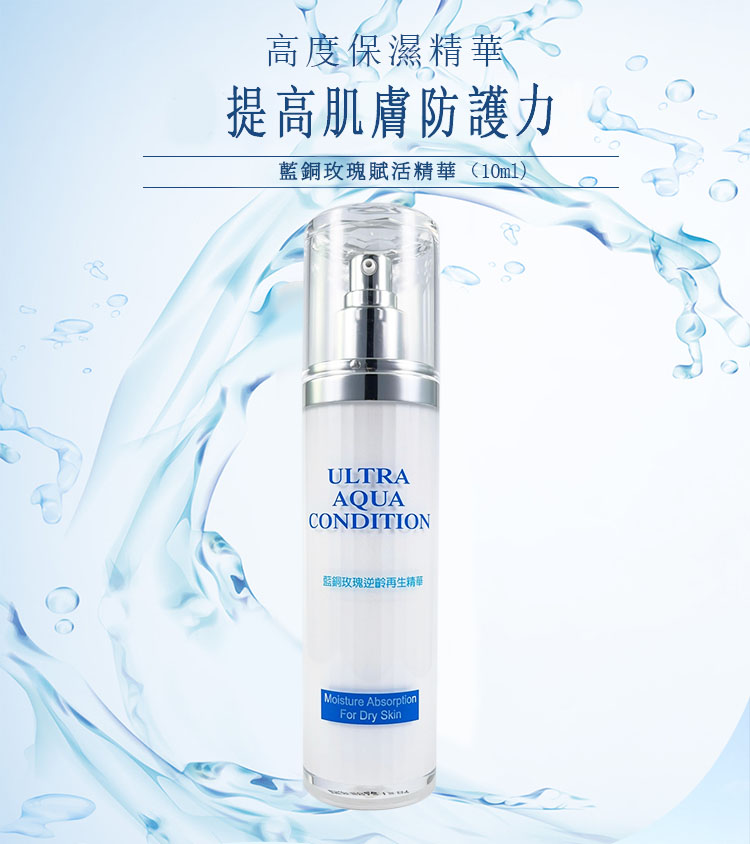 高度保濕精華
提高肌膚防護力
藍銅玫瑰賦活精華（10ml）
ULTRA
AQUA
CONDITION
藍銅玫瑰逆齡再生精華
Moisture Absorption
For Dry Skin